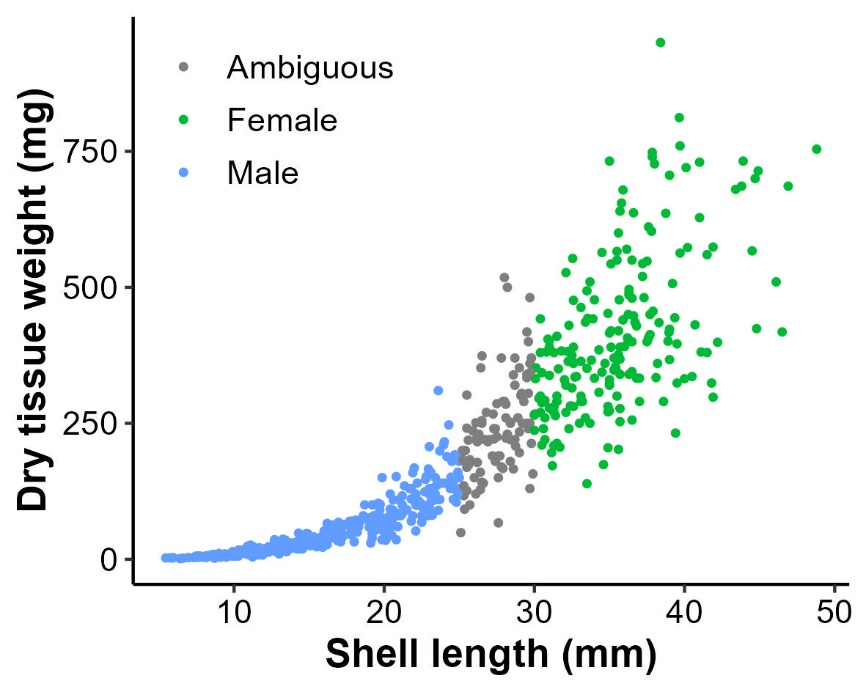 Ambiguous
Female
Male
Dry tissue weight (mg)
750
500
250
0
10 20 30 40 50
Shell length (mm)